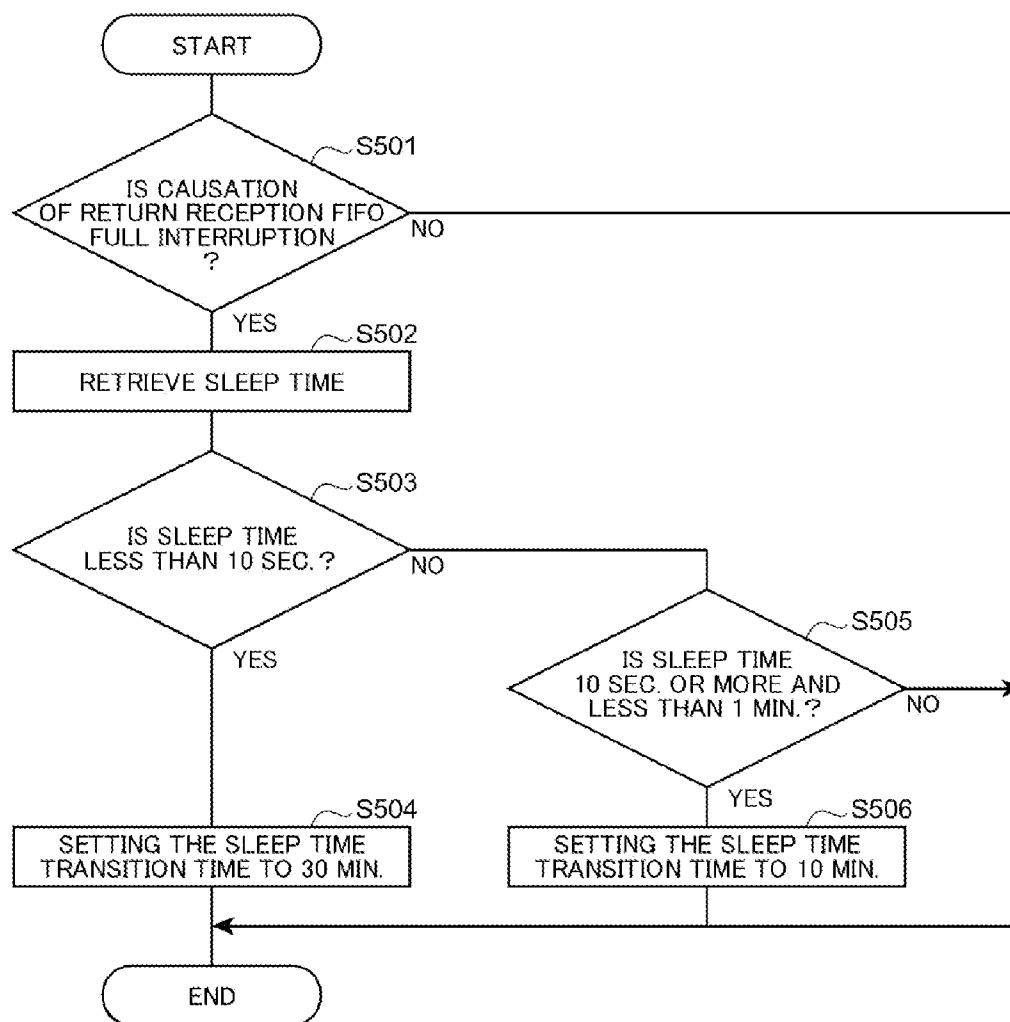 START
S501
IS CAUSATION
OF RETURN RECEPTION FIFO
FULL INTERRUPTION
?
NO
YES
S502
RETRIEVE SLEEP TIME
S503
IS SLEEP TIME
LESS THAN 10 SEC.?
NO
YES
S505
IS SLEEP TIME
10 SEC. OR MORE AND
LESS THAN 1 MIN.?
NO
YES
S504
SETTING THE SLEEP TIME
TRANSITION TIME TO 30 MIN.
S506
SETTING THE SLEEP TIME
TRANSITION TIME TO 10 MIN.
END